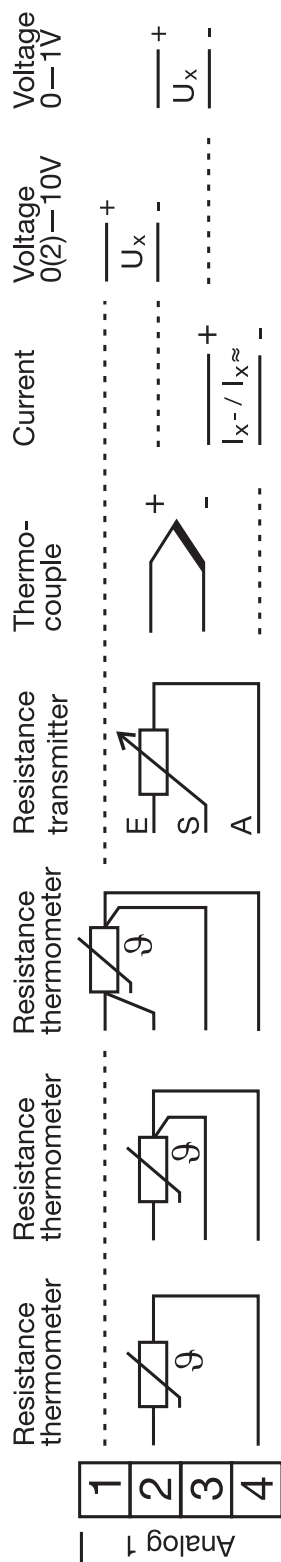 Analog 1
1
2
3
4
Resistance
thermometer
ϑ
Resistance
thermometer
ϑ
Resistance
thermometer
ϑ
Resistance
transmitter
E
S
A
Thermo-
couple
+
-
Current
+
Ix- / Ix≈
-
Voltage
0(2)—10V
+
Ux
-
Voltage
0—1V
+
Ux
-